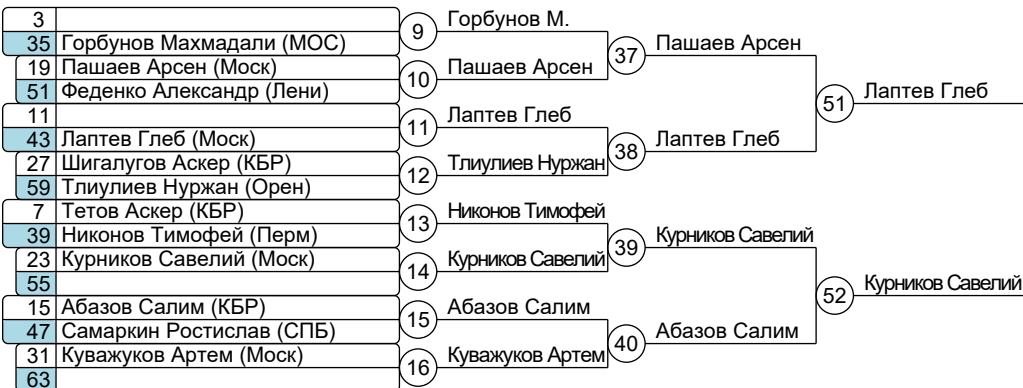 3
35 Горбунов Махмадали (МОС)
9
Горбунов М.
19 Пашаев Арсен (Моск)
51 Феденко Александр (Лени)
10
Пашаев Арсен
37
Пашаев Арсен
11
43 Лаптев Глеб (Моск)
11
Лаптев Глеб
27 Шигалугов Аскер (КБР)
59 Тлиулиев Нуржан (Орен)
12
Тлиулиев Нуржан
38
Лаптев Глеб
51
Лаптев Глеб
7 Тетов Аскер (КБР)
39 Никонов Тимофей (Перм)
13
Никонов Тимофей
23 Курников Савелий (Моск)
55
14
Курников Савелий
39
Курников Савелий
15 Абазов Салим (КБР)
47 Самаркин Ростислав (СПБ)
15
Абазов Салим
31 Куважуков Артем (Моск)
63
16
Куважуков Артем
40
Абазов Салим
52
Курников Савелий